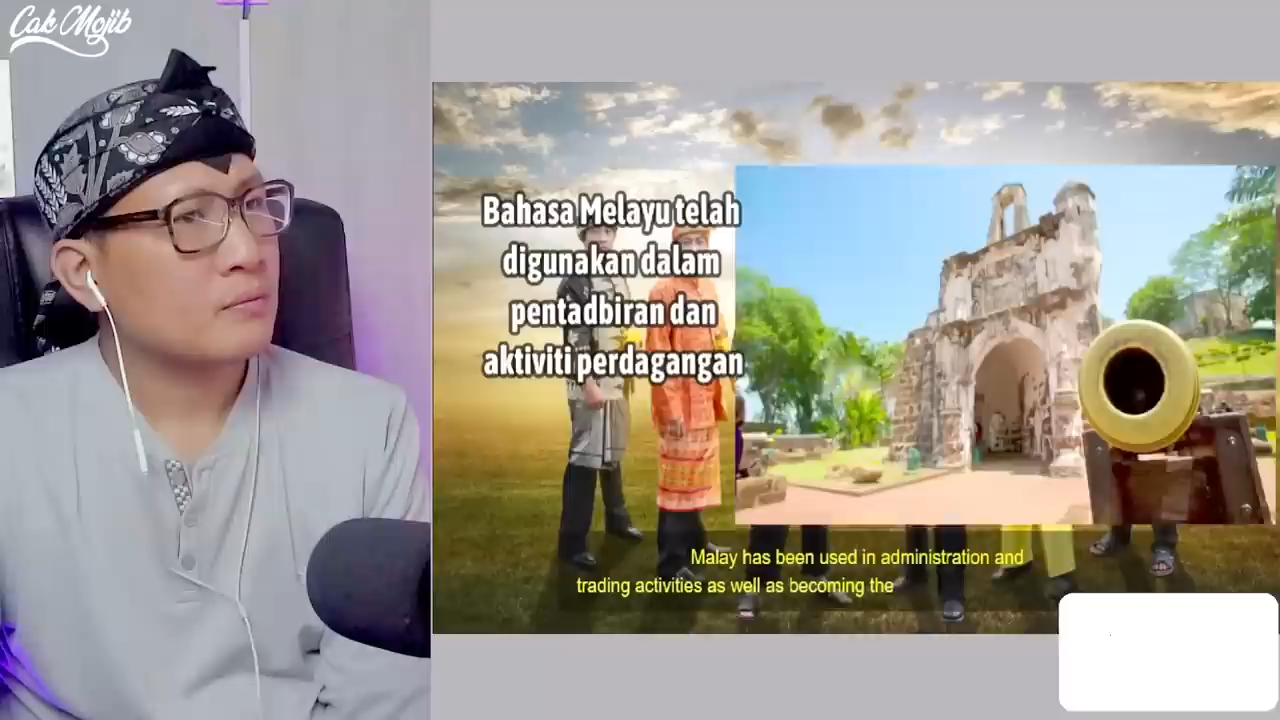 Cak Mojib
Bahasa Melayu telah
digunakan dalam
pentadbiran dan
aktiviti perdagangan
Malay has been used in administration and
trading activities as well as becoming the